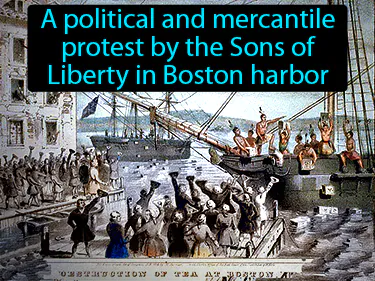 A political and mercantile
protest by the Sons of
Liberty in Boston harbor
DESTRUCTION OF TEA AT BOSTON